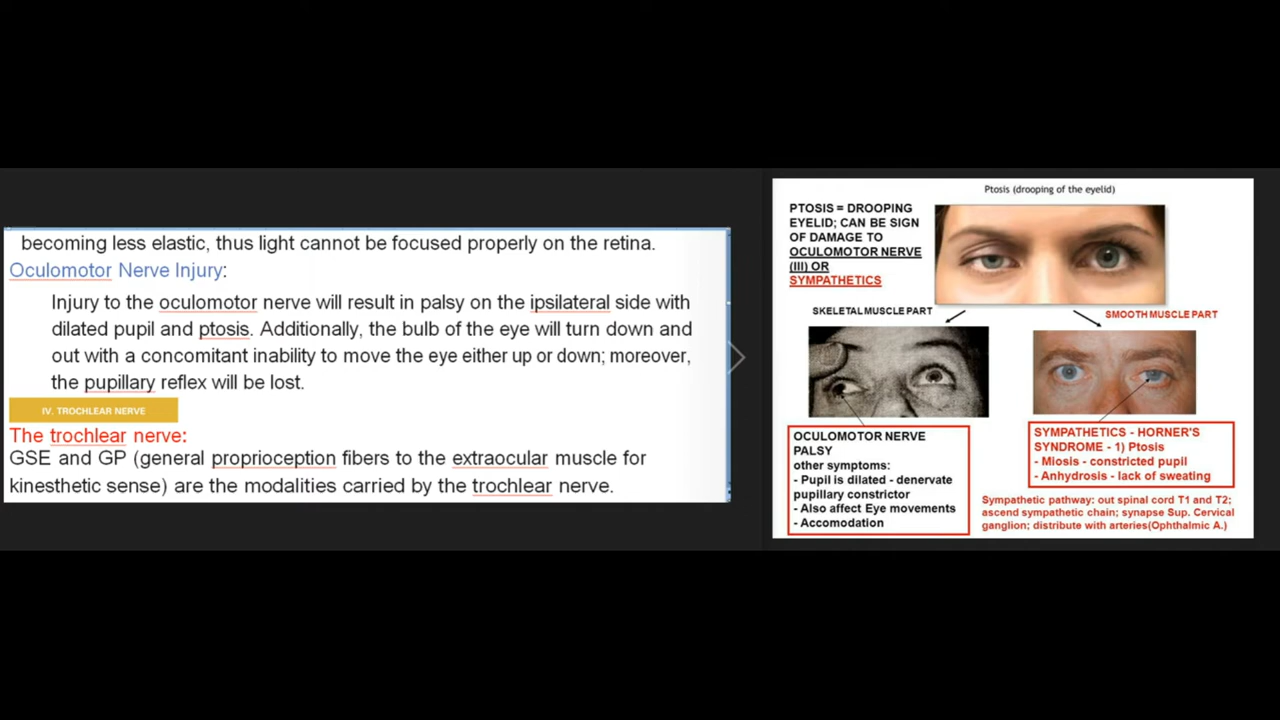 becoming less elastic, thus light cannot be focused properly on the retina.
Oculomotor Nerve Injury:
Injury to the oculomotor nerve will result in palsy on the ipsilateral side with
dilated pupil and ptosis. Additionally, the bulb of the eye will turn down and
out with a concomitant inability to move the eye either up or down; moreover,
the pupillary reflex will be lost.
IV. TROCHLEAR NERVE
The trochlear nerve:
GSE and GP (general proprioception fibers to the extraocular muscle for
kinesthetic sense) are the modalities carried by the trochlear nerve.
Ptosis (drooping of the eyelid)
PTOSIS = DROOPING
EYELID; CAN BE SIGN
OF DAMAGE TO
OCULOMOTOR NERVE
(III) OR
SYMPATHETICS
SKELETAL MUSCLE PART
SMOOTH MUSCLE PART
OCULOMOTOR NERVE
PALSY
other symptoms:
- Pupil is dilated - denervate
pupillary constrictor
- Also affect Eye movements
- Accomodation
SYMPATHETICS - HORNER'S
SYNDROME - 1) Ptosis
- Miosis - constricted pupil
- Anhydrosis - lack of sweating
Sympathetic pathway: out spinal cord T1 and T2;
ascend sympathetic chain; synapse Sup. Cervical
ganglion; distribute with arteries(Ophthalmic A.)